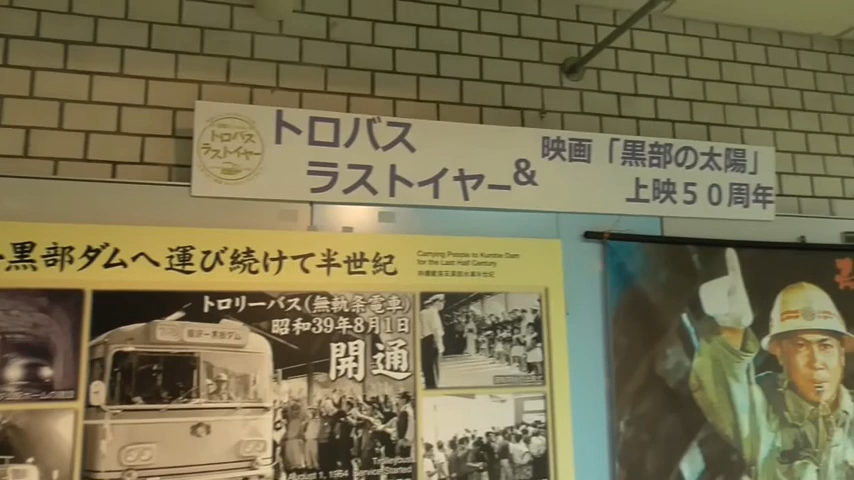 トロバス
ラストイヤー
トロバス
ラストイヤー
&
映画「黒部の太陽」
上映50周年
黒部ダムへ運び続けて半世紀
Carrying People to Kurobe Dam
for the Last Half Century
トロリーバス(無軌条電車)
昭和39年8月1日
開通
August 1, 1964
Trolleybus
Service Started